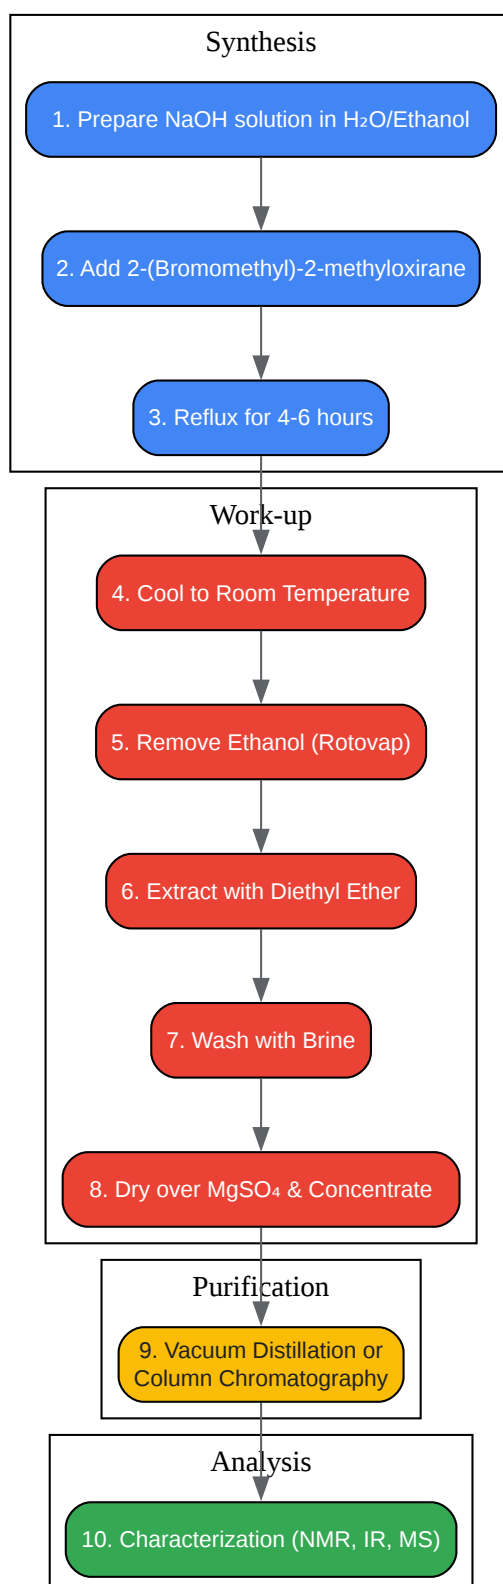 Synthesis
1. Prepare NaOH solution in H₂O/Ethanol
2. Add 2-(Bromomethyl)-2-methyloxirane
3. Reflux for 4-6 hours
Work-up
4. Cool to Room Temperature
5. Remove Ethanol (Rotovap)
6. Extract with Diethyl Ether
7. Wash with Brine
8. Dry over MgSO₄ & Concentrate
Purification
9. Vacuum Distillation or
Column Chromatography
Analysis
10. Characterization (NMR, IR, MS)